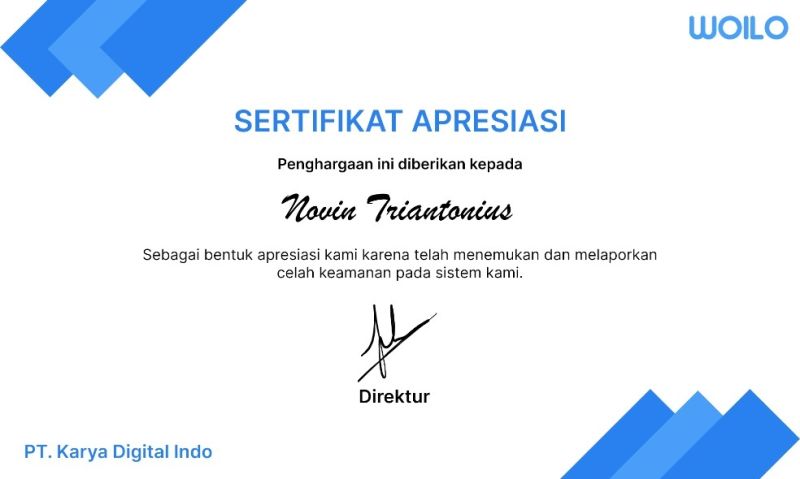 WOILO
SERTIFIKAT APRESIASI
Penghargaan ini diberikan kepada
Novin Triantonius
Sebagai bentuk apresiasi kami karena telah menemukan dan melaporkan
celah keamanan pada sistem kami.
Direktur
PT. Karya Digital Indo